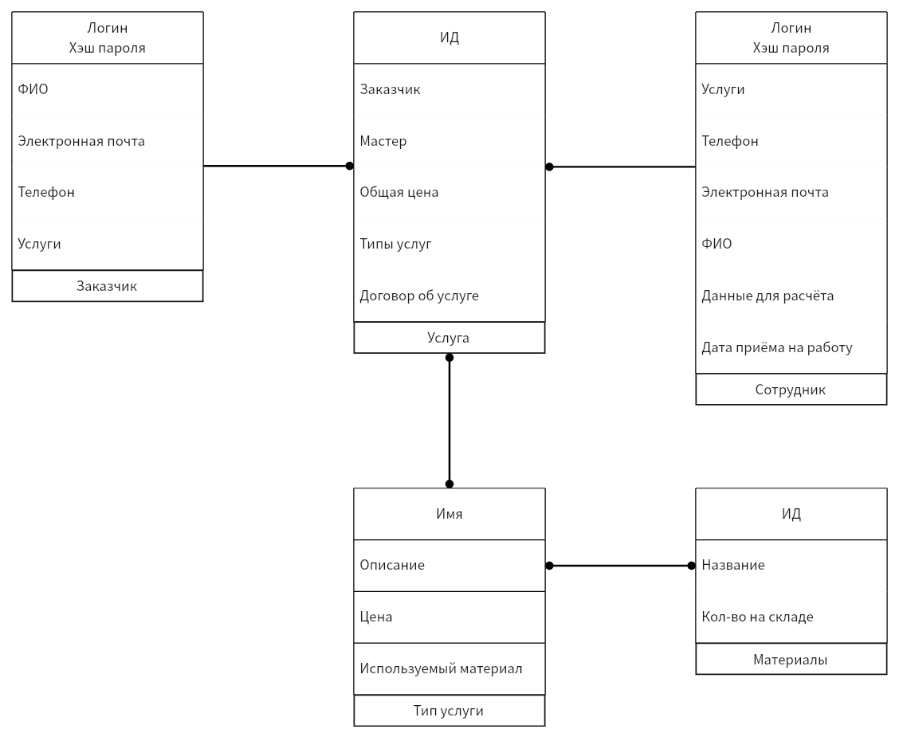 Логин
Хэш пароля
ФИО
Электронная почта
Телефон
Услуги
Заказчик
ИД
Заказчик
Мастер
Общая цена
Типы услуг
Договор об услуге
Услуга
Логин
Хэш пароля
Услуги
Телефон
Электронная почта
ФИО
Данные для расчёта
Дата приёма на работу
Сотрудник
Имя
Описание
Цена
Используемый материал
Тип услуги
ИД
Название
Кол-во на складе
Материалы